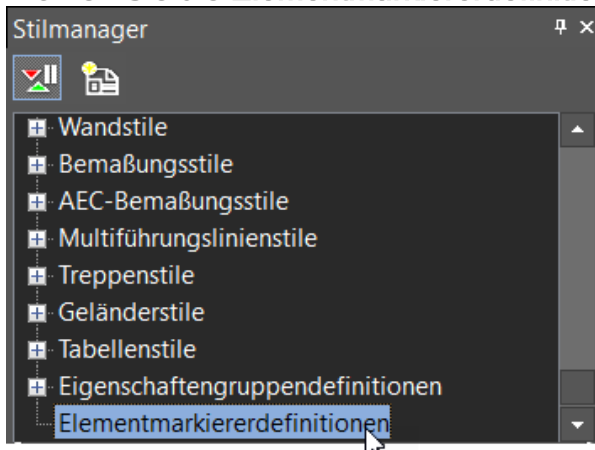 Stilmanager
Wandstile
Bemaßungsstile
AEC-Bemaßungsstile
Multiführungslinienstile
Treppenstile
Geländerstile
Tabellenstile
Eigenschaftengruppendefinitionen
Elementmarkiererdefinitionen